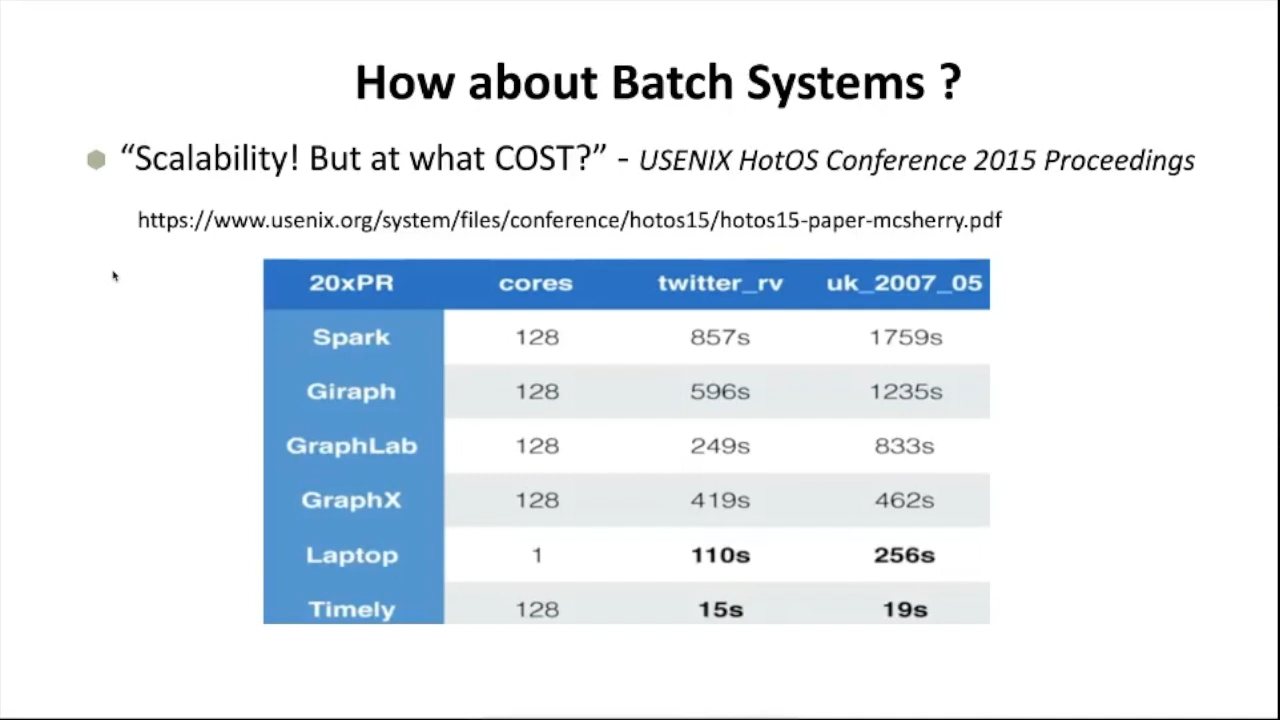 How about Batch Systems ?
“Scalability! But at what COST?” - USENIX HotOS Conference 2015 Proceedings
https://www.usenix.org/system/files/conference/hotos15/hotos15-paper-mcsherry.pdf
20xPR cores twitter_rv uk_2007_05
Spark 128 857s 1759s
Giraph 128 596s 1235s
GraphLab 128 249s 833s
GraphX 128 419s 462s
Laptop 1 110s 256s
Timely 128 15s 19s